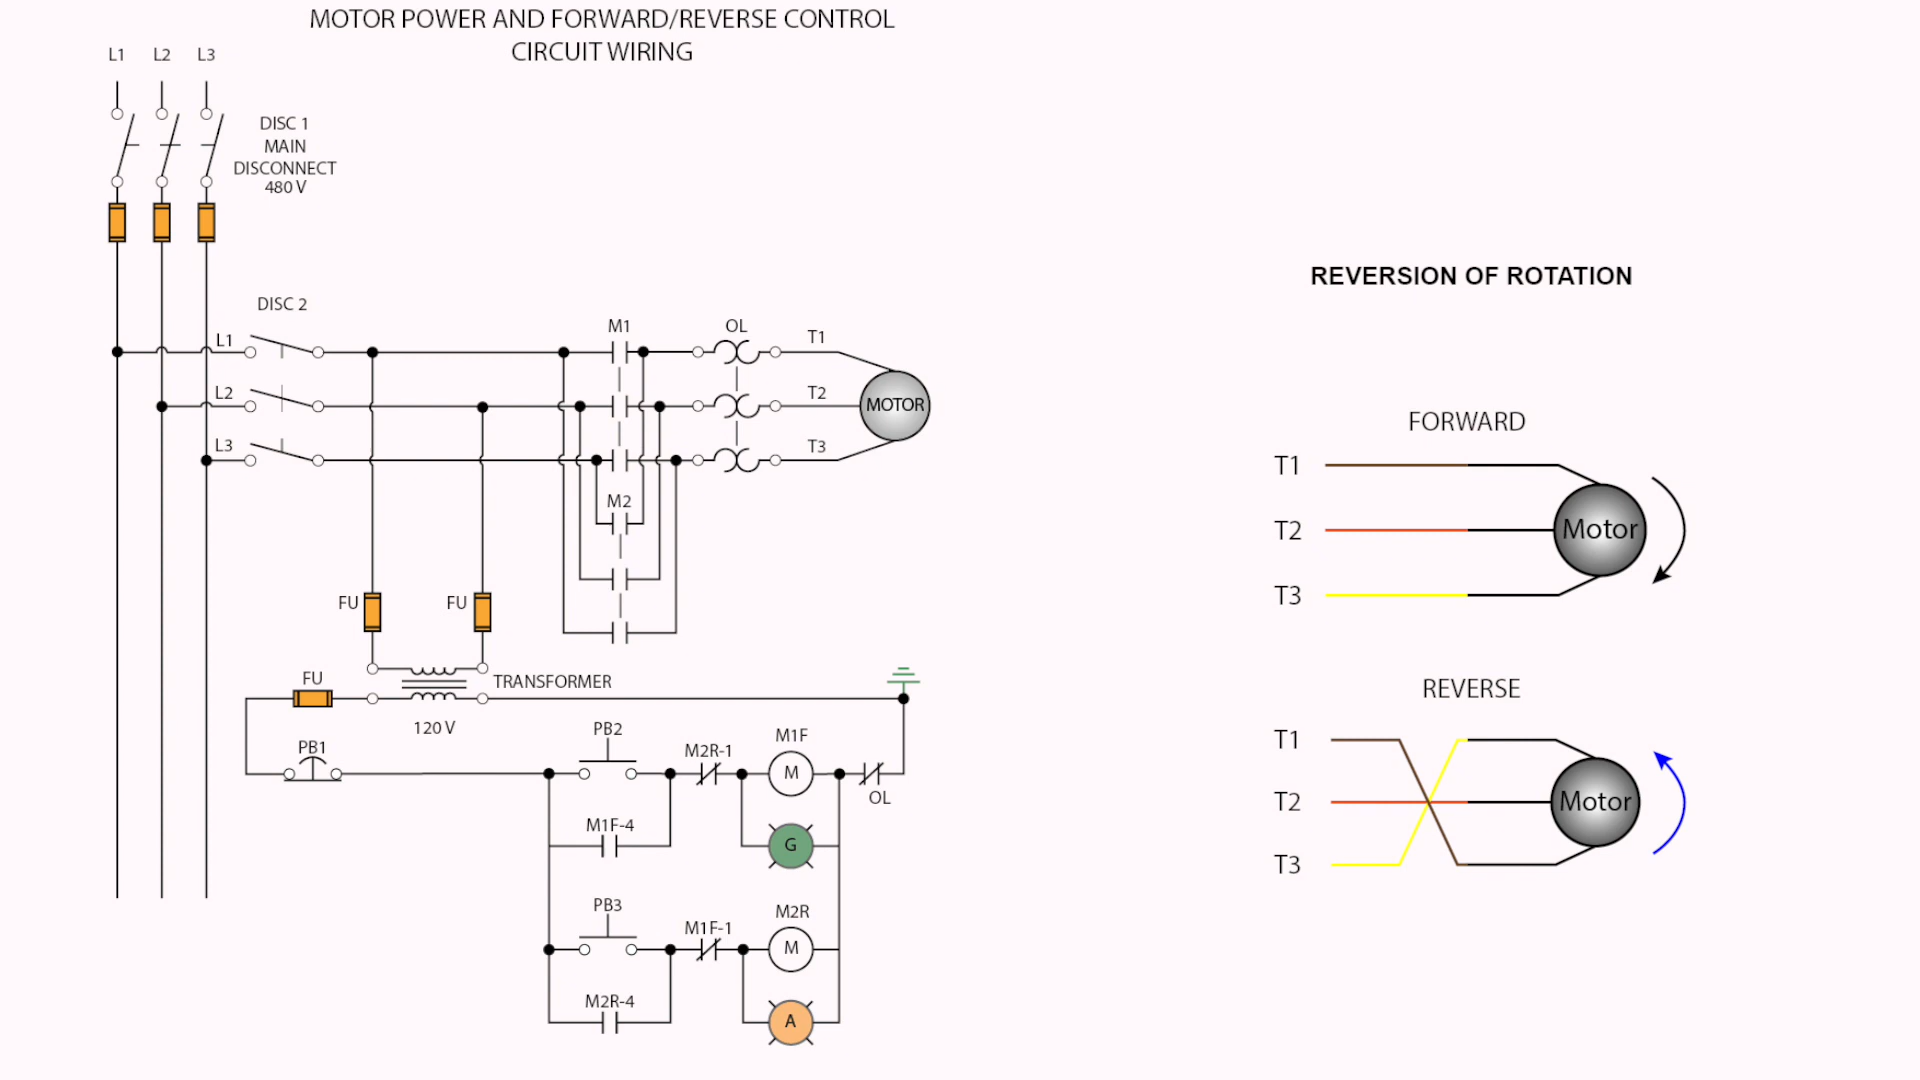 MOTOR POWER AND FORWARD/REVERSE CONTROL
CIRCUIT WIRING
L1 L2 L3
DISC 1
MAIN
DISCONNECT
480 V
DISC 2
L1
L2
L3
M1
OL
T1
T2
T3
MOTOR
M2
FU
FU
FU
TRANSFORMER
120 V
PB1
PB2
M2R-1
M1F
M
OL
M1F-4
G
PB3
M1F-1
M2R
M
M2R-4
A
REVERSION OF ROTATION
FORWARD
T1
T2
T3
Motor
REVERSE
T1
T2
T3
Motor